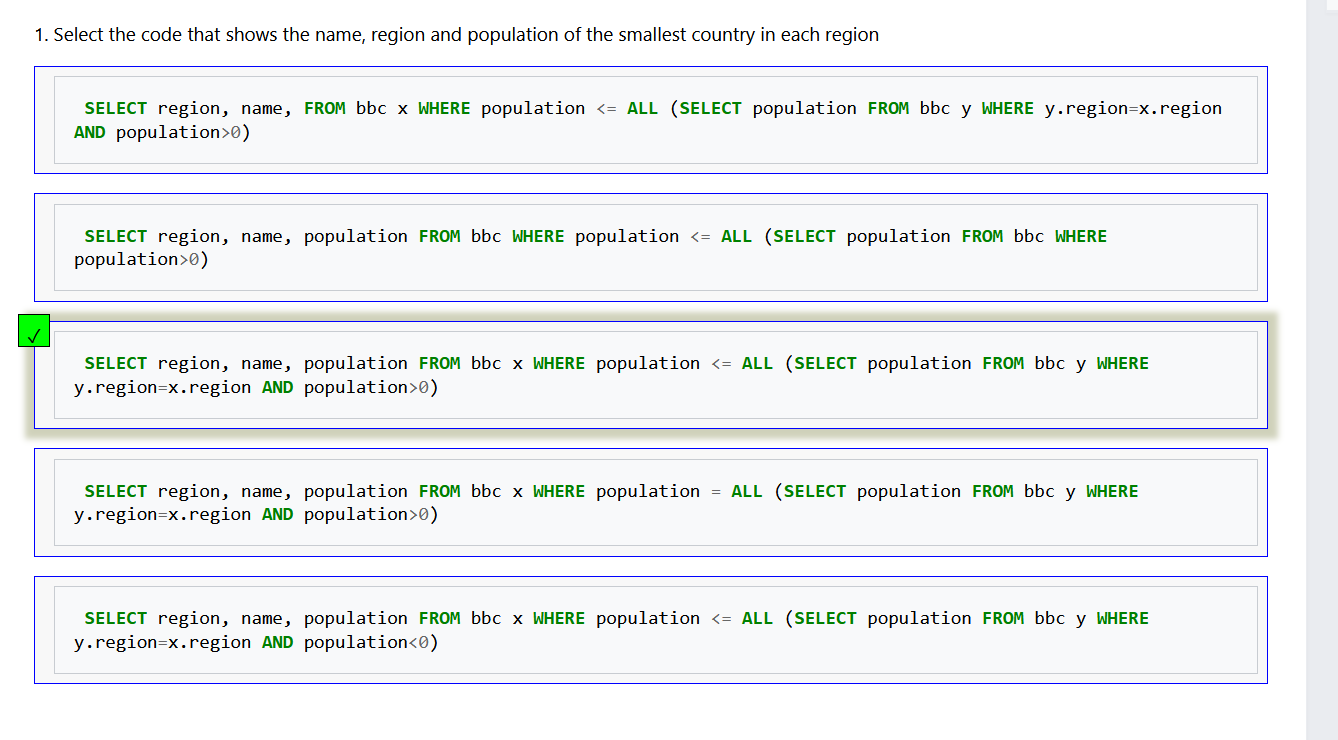 1. Select the code that shows the name, region and population of the smallest country in each region
SELECT region, name, FROM bbc x WHERE population <= ALL (SELECT population FROM bbc y WHERE y.region=x.region
AND population>0)
SELECT region, name, population FROM bbc WHERE population <= ALL (SELECT population FROM bbc WHERE
population>0)
✓
SELECT region, name, population FROM bbc x WHERE population <= ALL (SELECT population FROM bbc y WHERE
y.region=x.region AND population>0)
SELECT region, name, population FROM bbc x WHERE population = ALL (SELECT population FROM bbc y WHERE
y.region=x.region AND population>0)
SELECT region, name, population FROM bbc x WHERE population <= ALL (SELECT population FROM bbc y WHERE
y.region=x.region AND population<0)